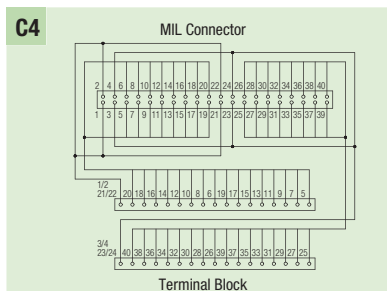 C4
MIL Connector
2 4 6 8 10 12 14 16 18 20 22 24 26 28 30 32 34 36 38 40
1 3 5 7 9 11 13 15 17 19 21 23 25 27 29 31 33 35 37 39
1/2
21/22 20 18 16 14 12 10 8 6 19 17 15 13 11 9 7 5
3/4
23/24 40 38 36 34 32 30 28 26 39 37 35 33 31 29 27 25
Terminal Block